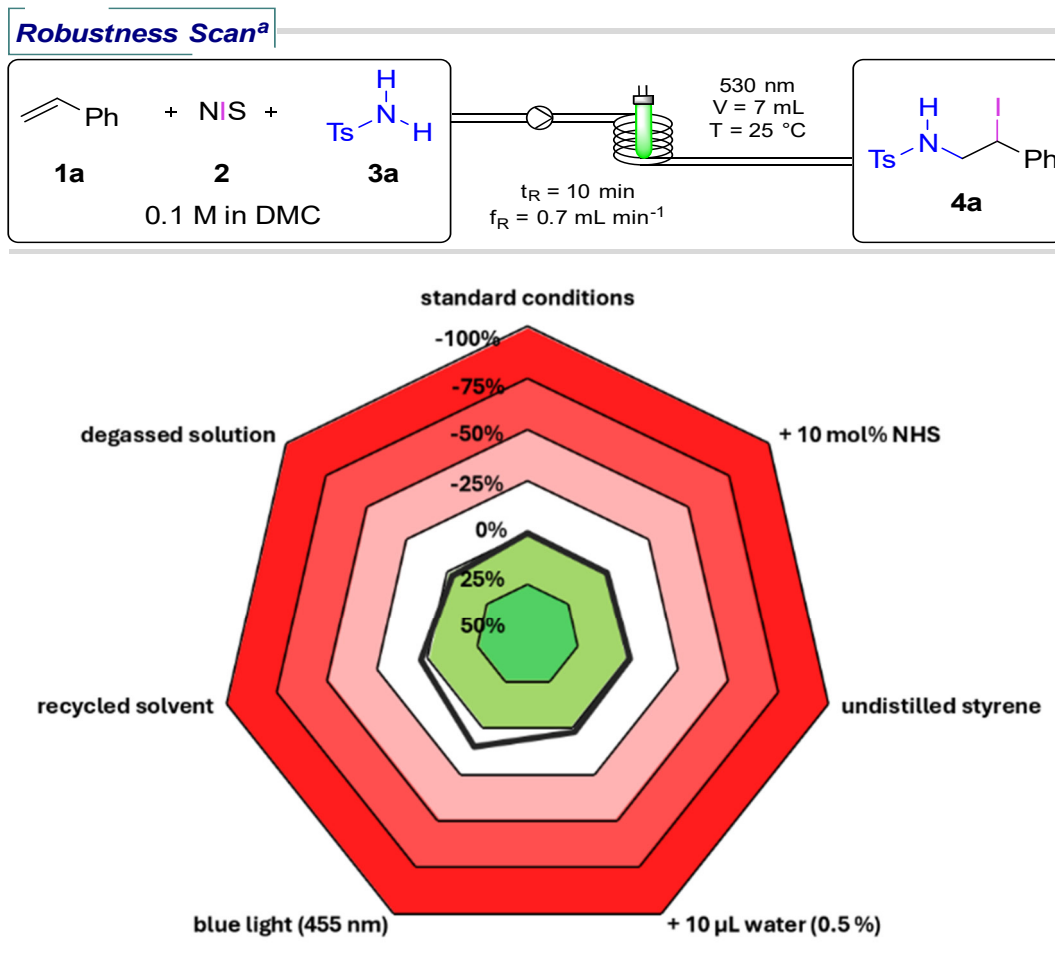 Robustness Scanᵃ
Ph + NIS + Ts N H H
1a 2 3a
0.1 M in DMC
tR = 10 min
fR = 0.7 mL min⁻¹
530 nm
V = 7 mL
T = 25 °C
H I
Ts N Ph
4a
standard conditions
-100%
-75%
-50%
-25%
0%
25%
50%
degassed solution
+ 10 mol% NHS
recycled solvent
undistilled styrene
blue light (455 nm)
+ 10 µL water (0.5 %)